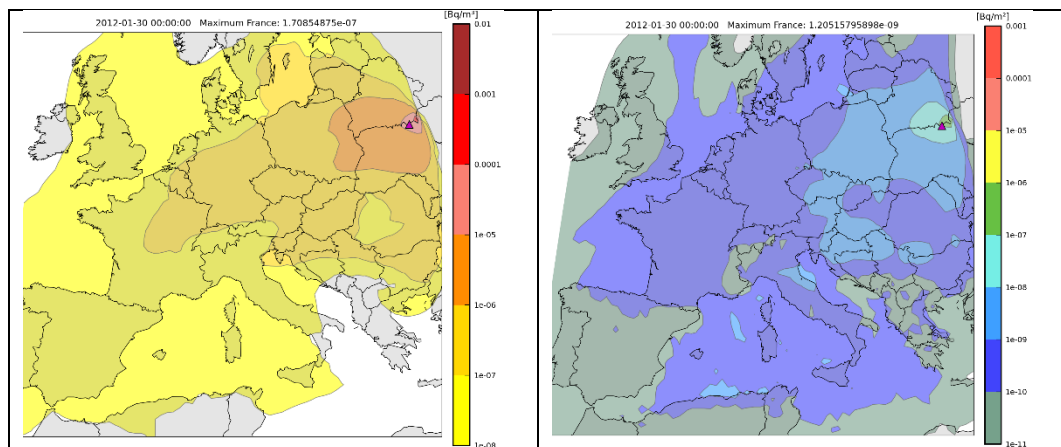 [Bq/m³]
2012-01-30 00:00:00 Maximum France: 1.70854875e-07
0.01
0.001
0.0001
1e-05
1e-06
1e-07
1e-08
[Bq/m²]
2012-01-30 00:00:00 Maximum France: 1.20515795898e-09
0.001
0.0001
1e-05
1e-06
1e-07
1e-08
1e-09
1e-10
1e-11